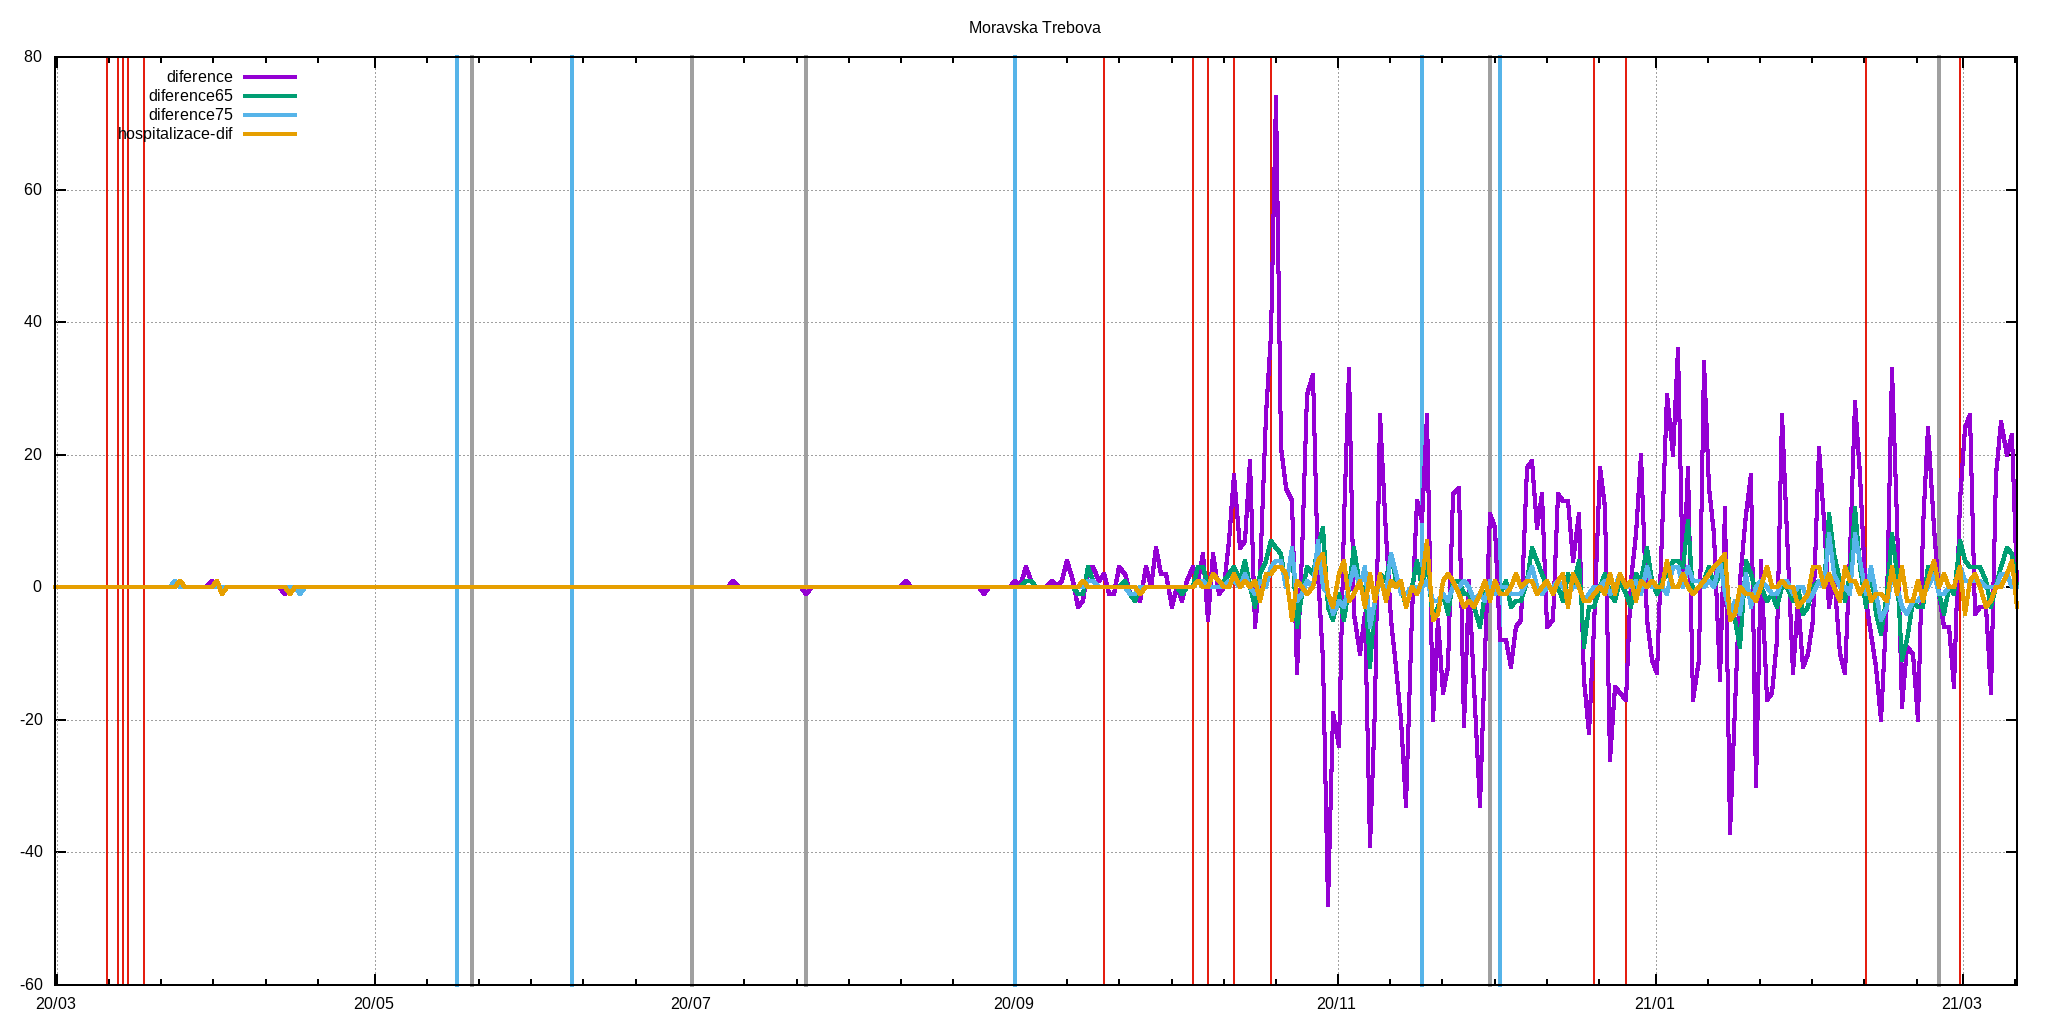 Moravska Trebova
80
diference
diference65
diference75
hospitalizace-dif
60
40
20
0
-20
-40
-60
20/03 20/05 20/07 20/09 20/11 21/01 21/03